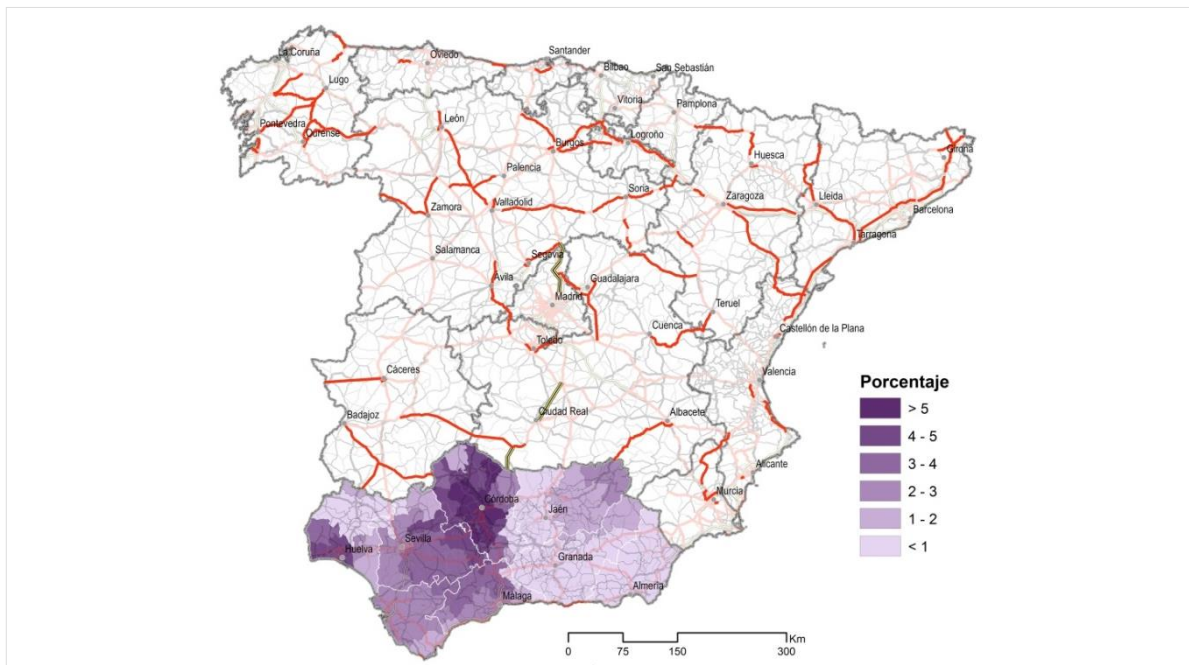 La Coruña
Oviedo
Santander
Bilbao
San Sebastián
Lugo
Vitoria
Pamplona
Pontevedra
Ourense
León
Burgos
Logroño
Huesca
Girona
Palencia
Zamora
Valladolid
Soria
Zaragoza
Lleida
Barcelona
Tarragona
Salamanca
Segovia
Ávila
Guadalajara
Madrid
Teruel
Toledo
Cuenca
Castellón de la Plana
Cáceres
Valencia
Badajoz
Ciudad Real
Albacete
Alicante
Murcia
Córdoba
Jaén
Huelva
Sevilla
Granada
Málaga
Almería
Porcentaje
> 5
4 - 5
3 - 4
2 - 3
1 - 2
< 1
Km
0 75 150 300